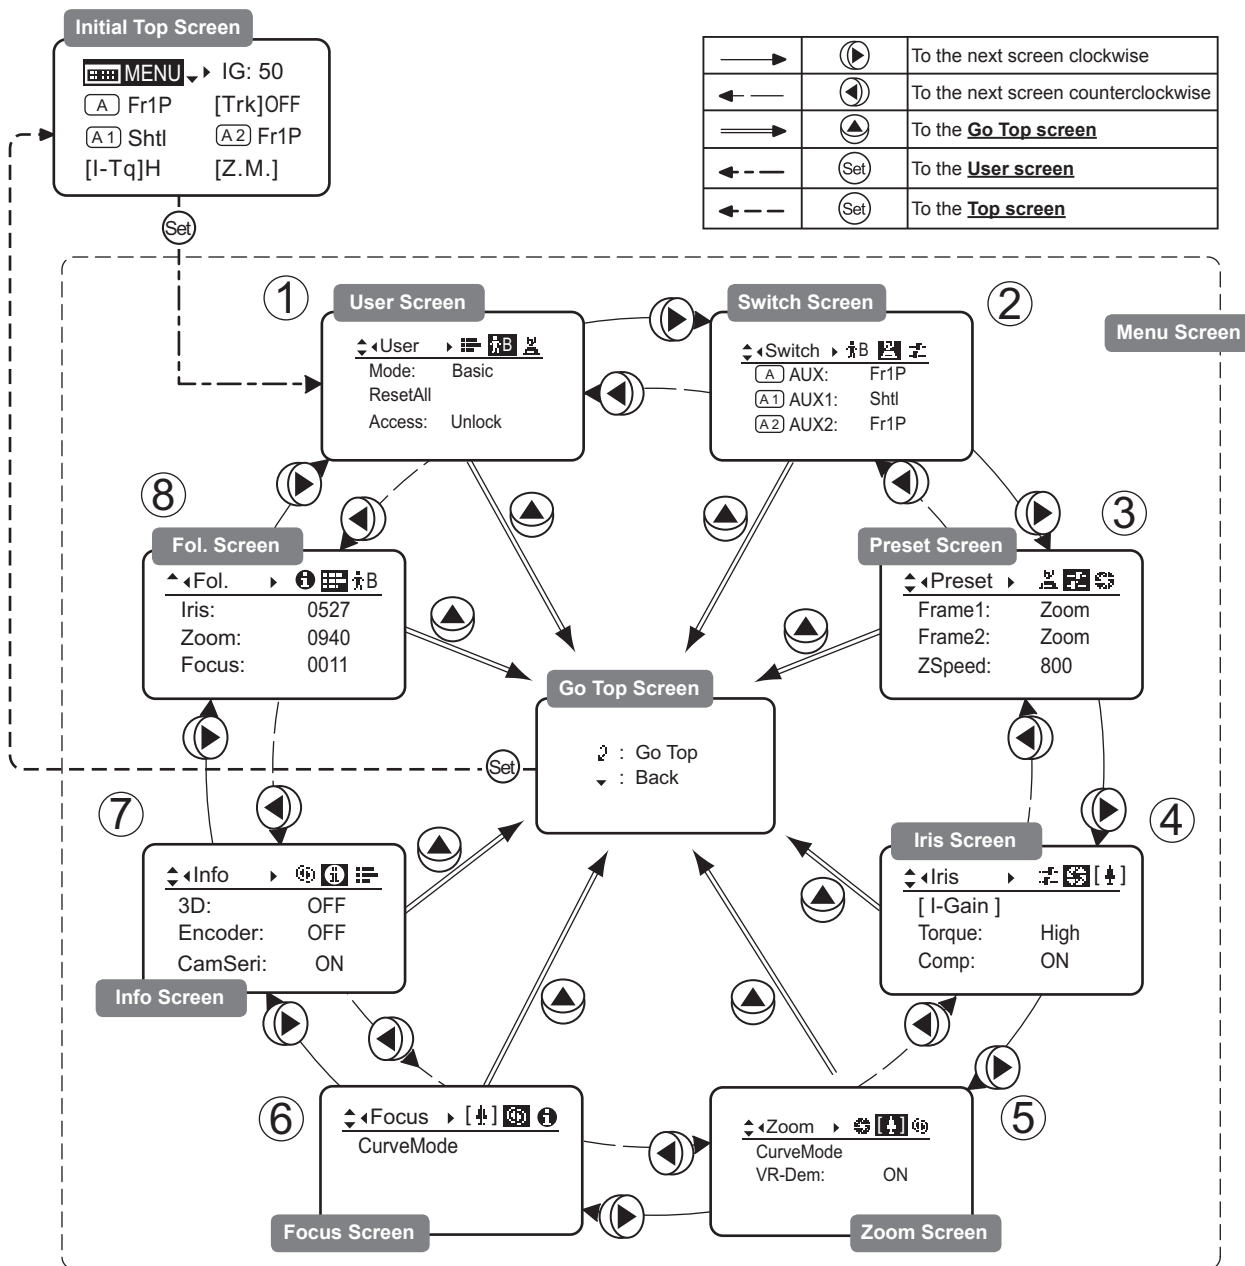 Initial Top Screen
MENU IG: 50
A Fr1P [Trk]OFF
A1 Shtl A2 Fr1P
[I-Tq]H [Z.M.]
Set
To the next screen clockwise
To the next screen counterclockwise
To the Go Top screen
Set To the User screen
Set To the Top screen
Menu Screen
1
User Screen
User B
Mode: Basic
ResetAll
Access: Unlock
2
Switch Screen
Switch B
A AUX: Fr1P
A1 AUX1: Shtl
A2 AUX2: Fr1P
8
Fol. Screen
Fol. i B
Iris: 0527
Zoom: 0940
Focus: 0011
3
Preset Screen
Preset
Frame1: Zoom
Frame2: Zoom
ZSpeed: 800
Go Top Screen
: Go Top
: Back
Set
7
Info i
3D: OFF
Encoder: OFF
CamSeri: ON
Info Screen
4
Iris Screen
Iris [ ]
[ I-Gain ]
Torque: High
Comp: ON
6
Focus [ ] i
CurveMode
Focus Screen
5
Zoom [ ]
CurveMode
VR-Dem: ON
Zoom Screen